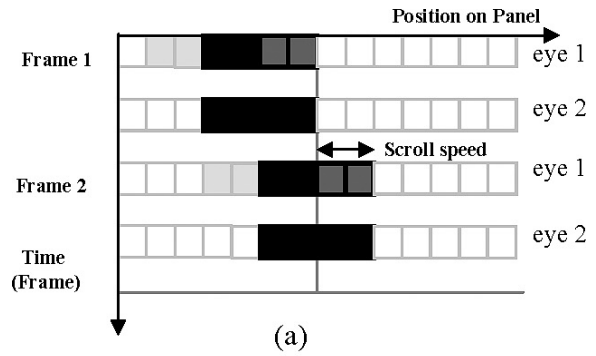 Position on Panel
Frame 1
eye 1
eye 2
Scroll speed
Frame 2
eye 1
eye 2
Time
(Frame)
(a)